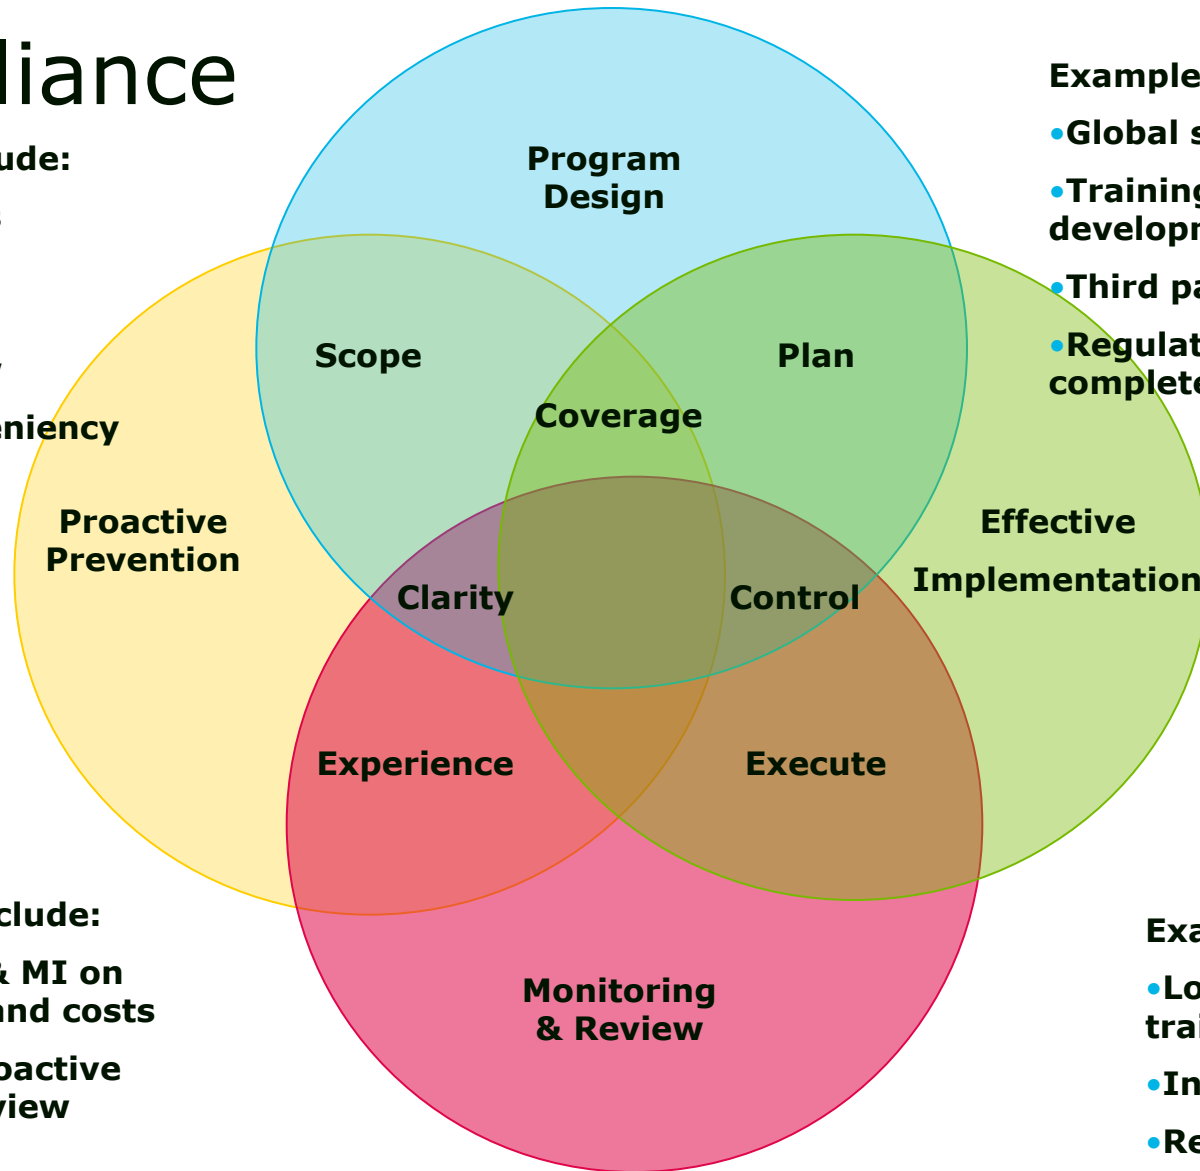 liance
ude:
eniency
Program
Design
Example
•Global s
•Training
developm
•Third pa
•Regulat
complete
Scope
Plan
Coverage
Proactive
Prevention
Effective
Implementation
Clarity
Control
Experience
Execute
clude:
& MI on
and costs
oactive
view
Monitoring
& Review
Exa
•Lo
trai
•In
•Re